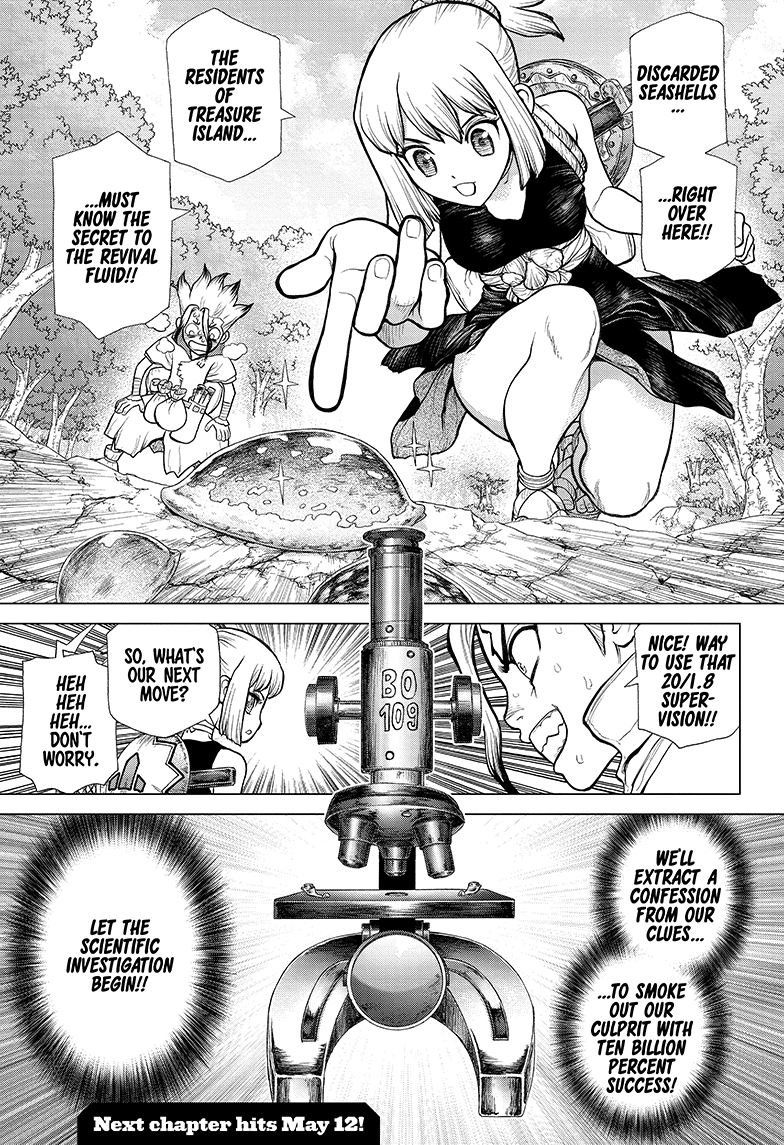 DISCARDED
SEASHELLS
...
...RIGHT
OVER
HERE!!
THE
RESIDENTS
OF
TREASURE
ISLAND...
...MUST
KNOW THE
SECRET TO
THE REVIVAL
FLUID!!
NICE! WAY
TO USE THAT
20/1.8
SUPER-
VISION!!
SO, WHAT'S
OUR NEXT
MOVE?
HEH
HEH
HEH...
DON'T
WORRY.
BO
109
WE'LL
EXTRACT A
CONFESSION
FROM OUR
CLUES...
...TO SMOKE
OUT OUR
CULPRIT WITH
TEN BILLION
PERCENT
SUCCESS!
LET THE
SCIENTIFIC
INVESTIGATION
BEGIN!!
Next chapter hits May 12!